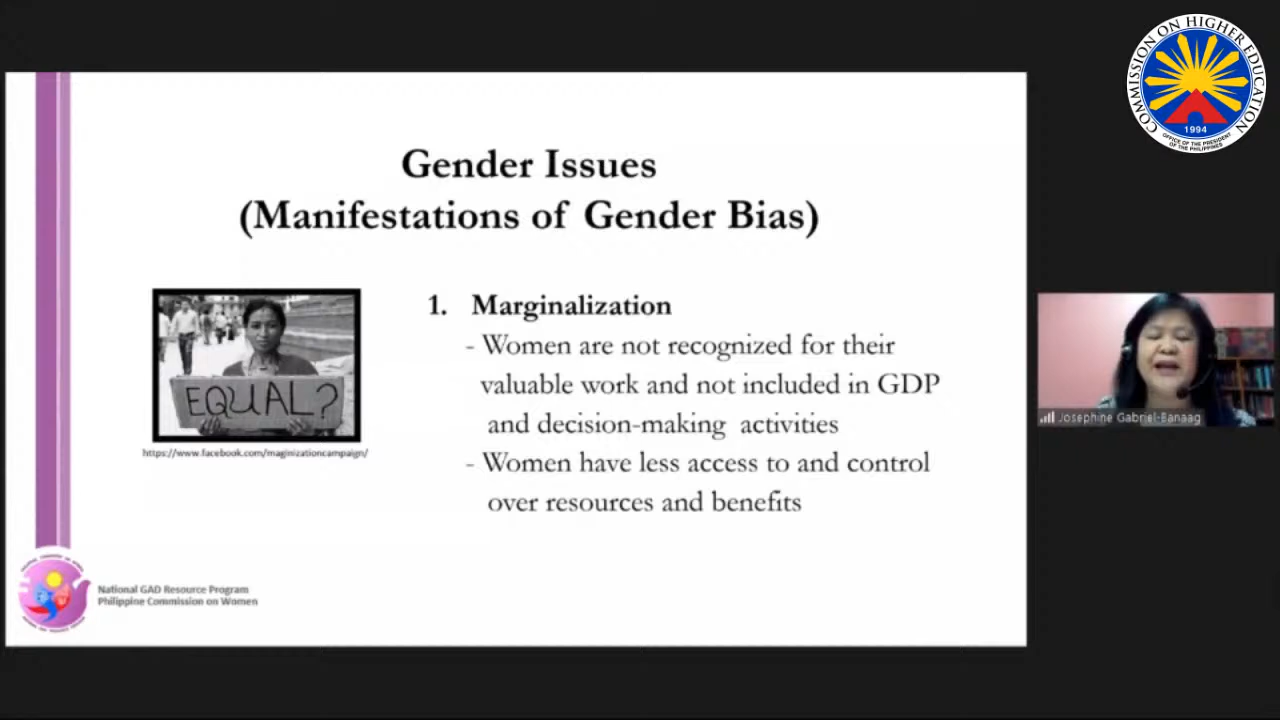 COMMISSION ON HIGHER EDUCATION
1994
OFFICE OF THE PRESIDENT
OF THE PHILIPPINES
Gender Issues
(Manifestations of Gender Bias)
EQUAL?
https://www.facebook.com/maginizationcampaign/
1. Marginalization
- Women are not recognized for their
valuable work and not included in GDP
and decision-making activities
- Women have less access to and control
over resources and benefits
Josephine Gabriel-Banaag
National GAD Resource Program
Philippine Commission on Women